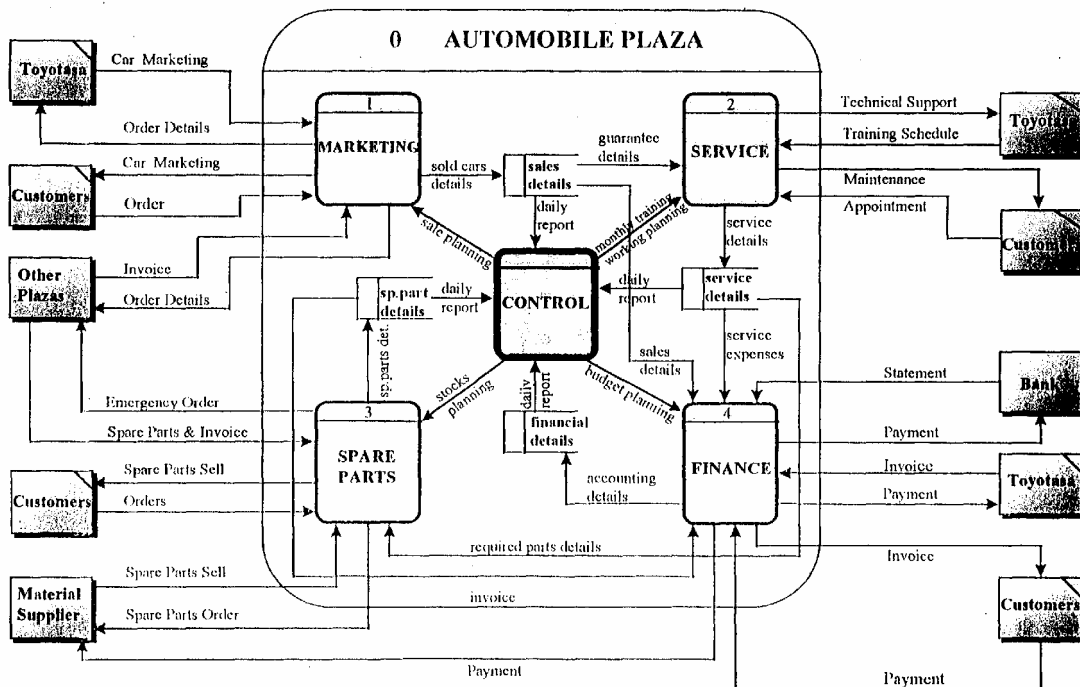 0 AUTOMOBILE PLAZA
Toyotasa
Car Marketing
Order Details
Customers
Car Marketing
Order
Other
Plazas
Invoice
Order Details
Emergency Order
Spare Parts & Invoice
Customers
Spare Parts Sell
Orders
Material
Supplier
Spare Parts Sell
Spare Parts Order
Payment
1
MARKETING
sold cars
details
sales
details
guarantee
details
daily
report
sale planning
monthly training
working planning
2
SERVICE
service
details
service
details
daily
report
service
expenses
CONTROL
sp.part
details
daily
report
sp.parts det.
stocks
planning
daily
report
financial
details
budget planning
sales
details
accounting
details
3
SPARE
PARTS
4
FINANCE
required parts details
invoice
Technical Support
Training Schedule
Toyotasa
Maintenance
Appointment
Customers
Statement
Bank
Payment
Invoice
Payment
Toyotasa
Invoice
Customers
Payment